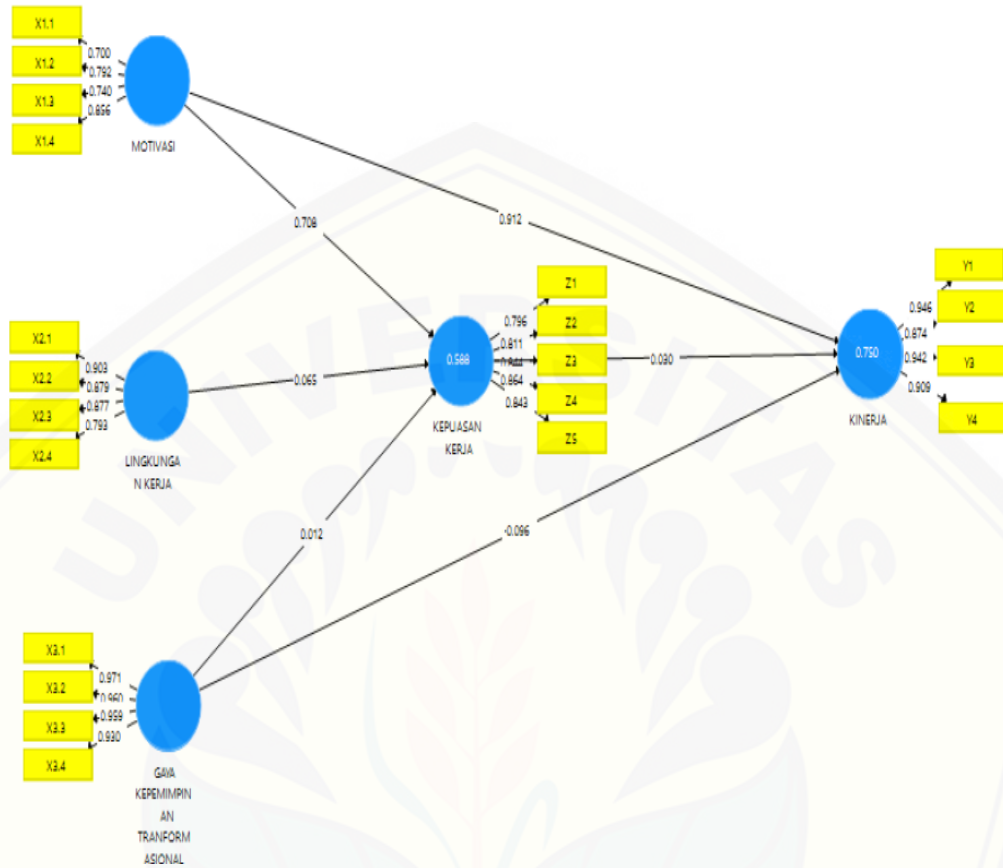 X1.1
X1.2
X1.3
X1.4
0.700
0.792
0.740
0.856
MOTIVASI
0.708
0.912
X2.1
X2.2
X2.3
X2.4
0.903
0.879
0.877
0.793
LINGKUNGA
N KERJA
0.065
0.588
KEPUASAN
KERJA
Z1
Z2
Z3
Z4
Z5
0.796
0.811
0.864
0.843
0.030
0.750
KINERJA
Y1
Y2
Y3
Y4
0.946
0.874
0.942
0.909
0.012
-0.096
X3.1
X3.2
X3.3
X3.4
0.971
0.960
0.959
0.930
GAYA
KEPEMIMPIN
AN
TRANFORM
ASIONAL
UNIVERSITAS